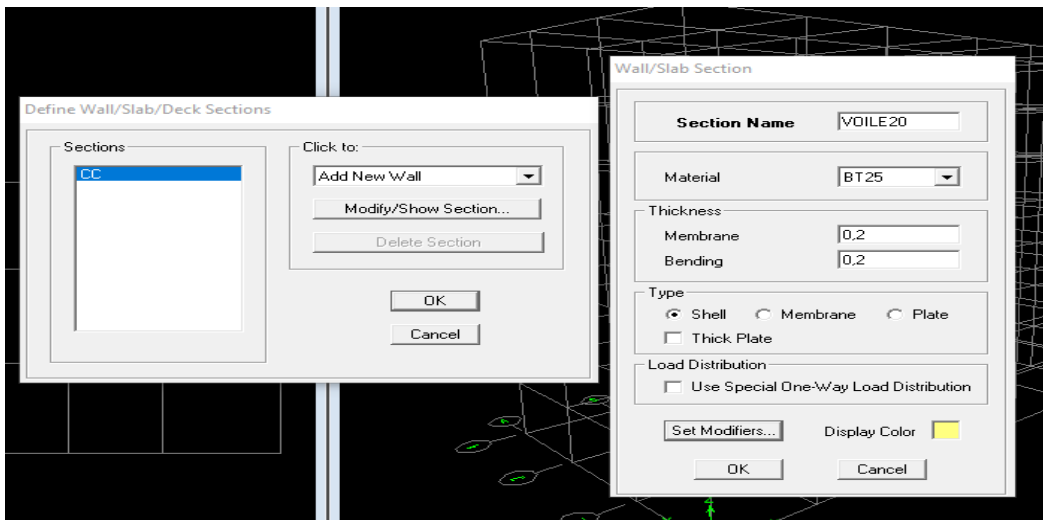 Define Wall/Slab/Deck Sections
Sections
CC
Click to:
Add New Wall
Modify/Show Section...
Delete Section
OK
Cancel
Wall/Slab Section
Section Name VOILE20
Material BT25
Thickness
Membrane 0,2
Bending 0,2
Type
Shell Membrane Plate
Thick Plate
Load Distribution
Use Special One-Way Load Distribution
Set Modifiers... Display Color
OK Cancel